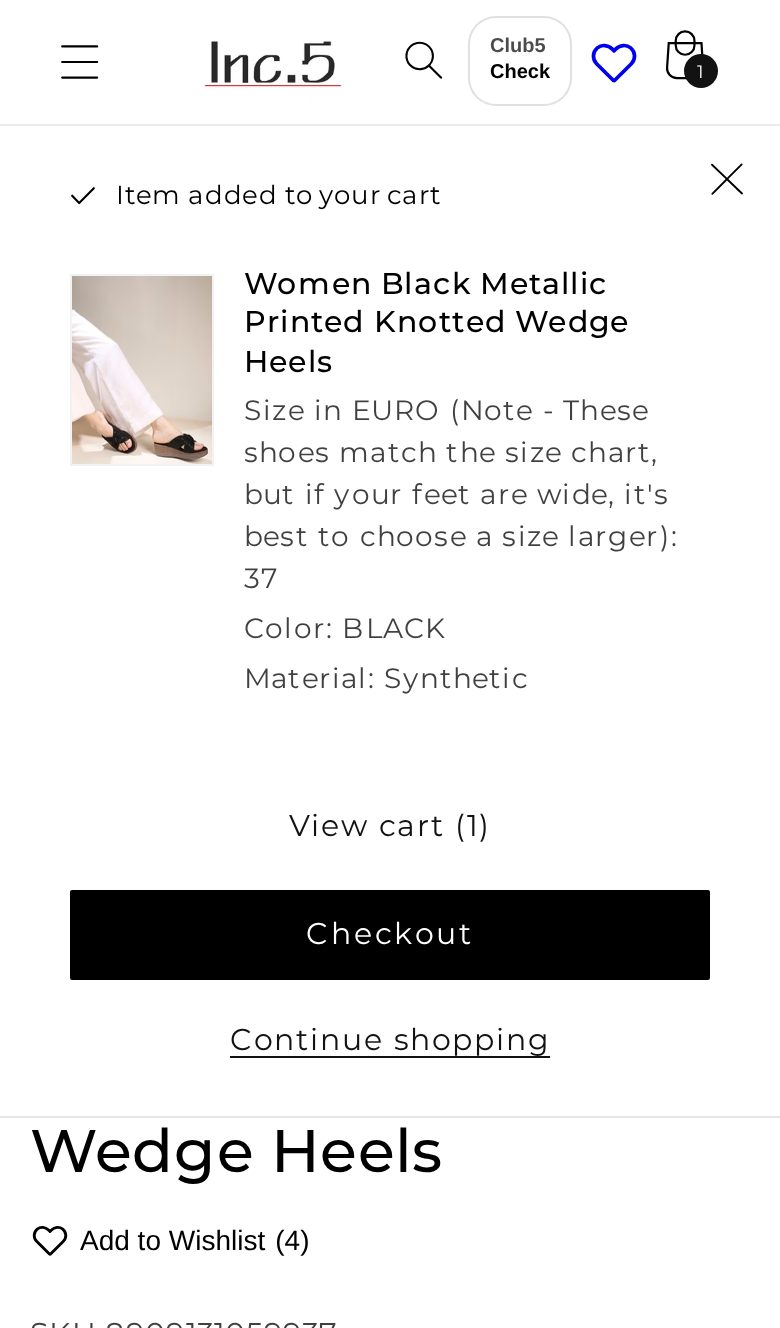 Inc.5
Club5
Check
1
Item added to your cart
Women Black Metallic
Printed Knotted Wedge
Heels
Size in EURO (Note - These
shoes match the size chart,
but if your feet are wide, it's
best to choose a size larger):
37
Color: BLACK
Material: Synthetic
View cart (1)
Checkout
Continue shopping
Wedge Heels
Add to Wishlist (4)